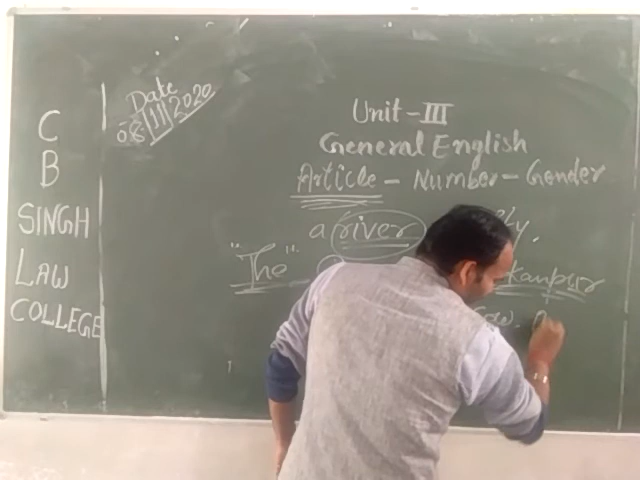 C
B
SINGH
LAW
COLLEGE
Date
08/11/2020
Unit-III
General English
Article - Number - Gender
a river
"The"
kanpur